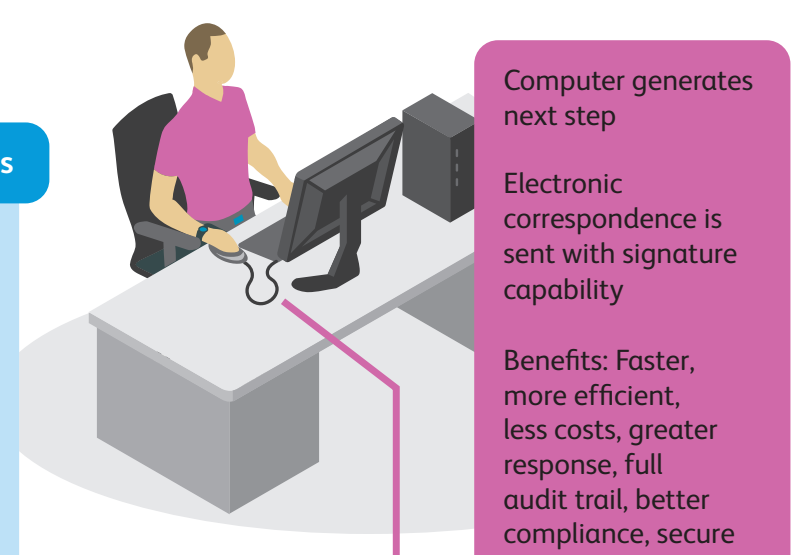 s
Computer generates
next step
Electronic
correspondence is
sent with signature
capability
Benefits: Faster,
more efficient,
less costs, greater
response, full
audit trail, better
compliance, secure